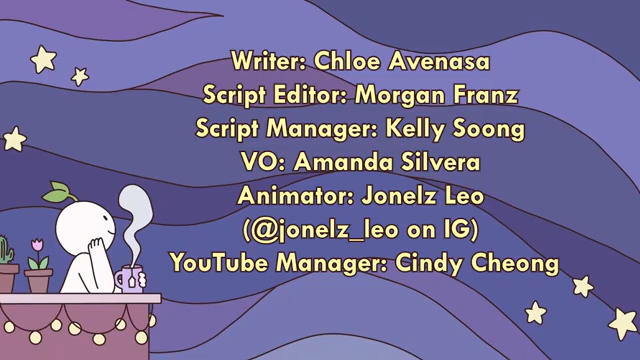 Writer: Chloe Avenasa
Script Editor: Morgan Franz
Script Manager: Kelly Soong
VO: Amanda Silvera
Animator: Jonelz Leo
(@jonelz_leo on IG)
YouTube Manager: Cindy Cheong